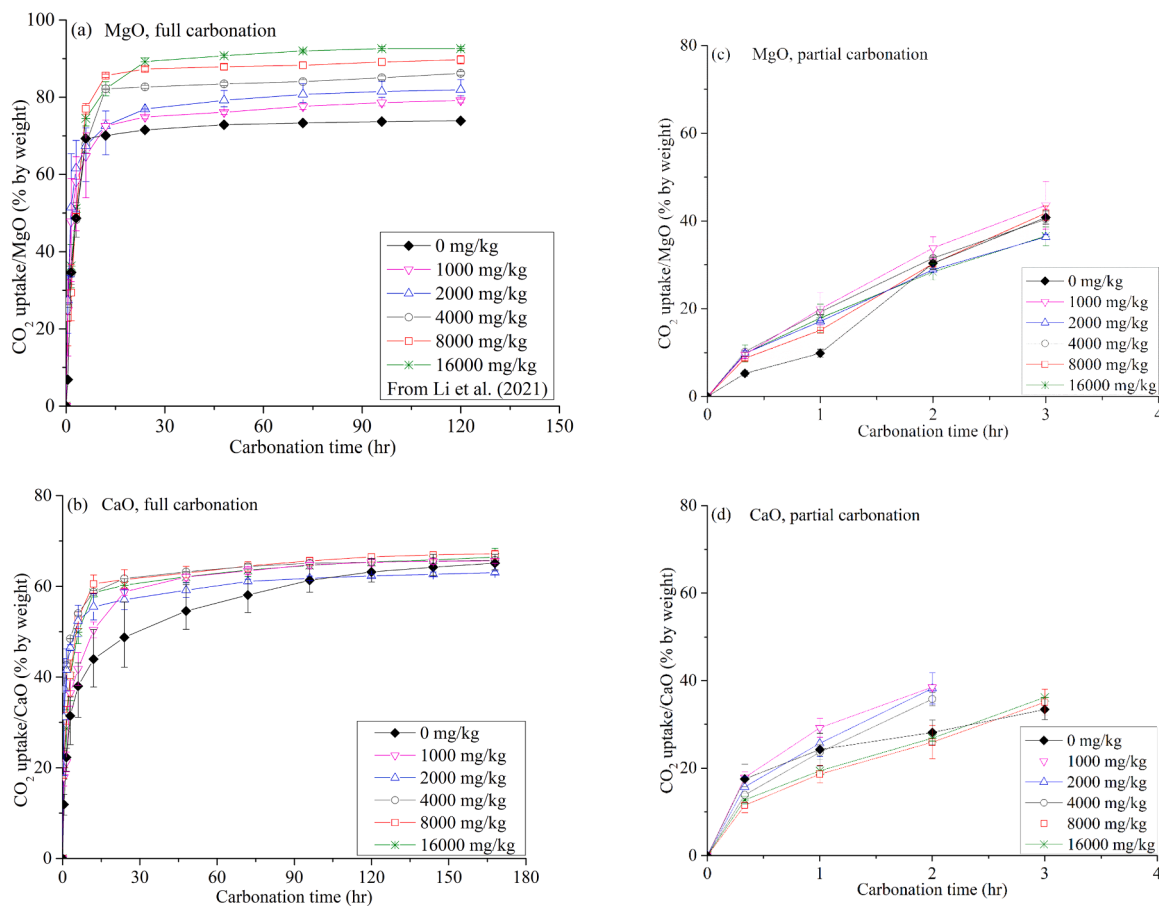 (a) MgO, full carbonation
100
80
60
40
20
0
CO2 uptake/MgO (% by weight)
0 mg/kg
1000 mg/kg
2000 mg/kg
4000 mg/kg
8000 mg/kg
16000 mg/kg
From Li et al. (2021)
0 30 60 90 120 150
Carbonation time (hr)
(c) MgO, partial carbonation
80
60
40
20
0
CO2 uptake/MgO (% by weight)
0 mg/kg
1000 mg/kg
2000 mg/kg
4000 mg/kg
8000 mg/kg
16000 mg/kg
0 1 2 3 4
Carbonation time (hr)
(b) CaO, full carbonation
80
60
40
20
0
CO2 uptake/CaO (% by weight)
0 mg/kg
1000 mg/kg
2000 mg/kg
4000 mg/kg
8000 mg/kg
16000 mg/kg
0 30 60 90 120 150 180
Carbonation time (hr)
(d) CaO, partial carbonation
80
60
40
20
0
CO2 uptake/CaO (% by weight)
0 mg/kg
1000 mg/kg
2000 mg/kg
4000 mg/kg
8000 mg/kg
16000 mg/kg
0 1 2 3 4
Carbonation time (hr)